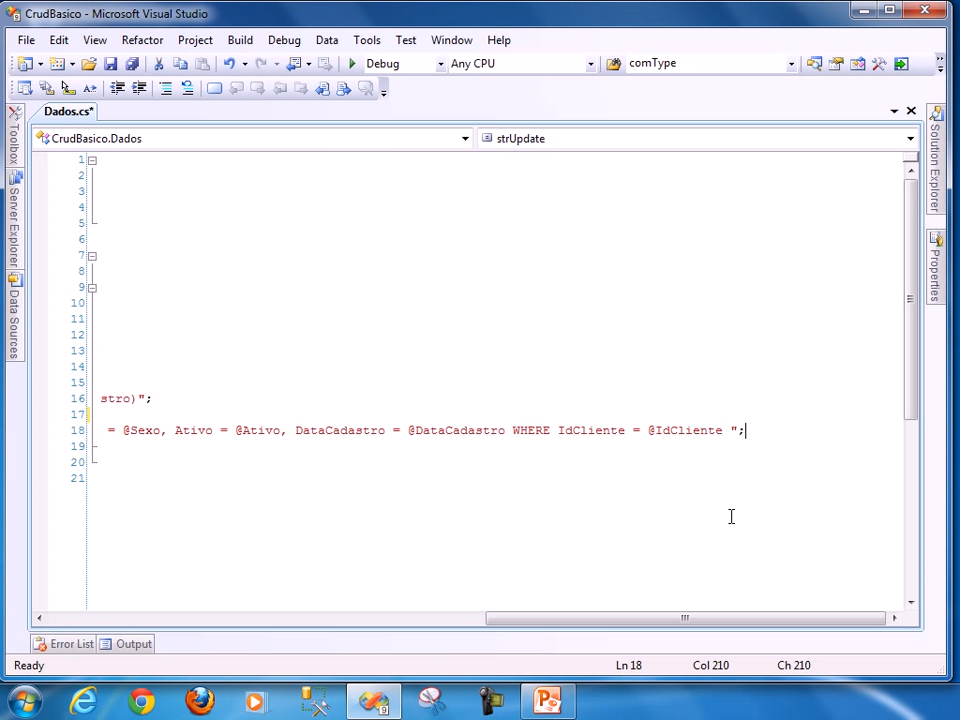 CrudBasico - Microsoft Visual Studio
File Edit View Refactor Project Build Debug Data Tools Test Window Help
Debug Any CPU comType
Dados.cs*
CrudBasico.Dados strUpdate
Toolbox
Server Explorer
Data Sources
Solution Explorer
Properties
1
2
3
4
5
6
7
8
9
10
11
12
13
14
15
16 stro)";
17
18 = @Sexo, Ativo = @Ativo, DataCadastro = @DataCadastro WHERE IdCliente = @IdCliente ";
19
20
21
Error List Output
Ready Ln 18 Col 210 Ch 210